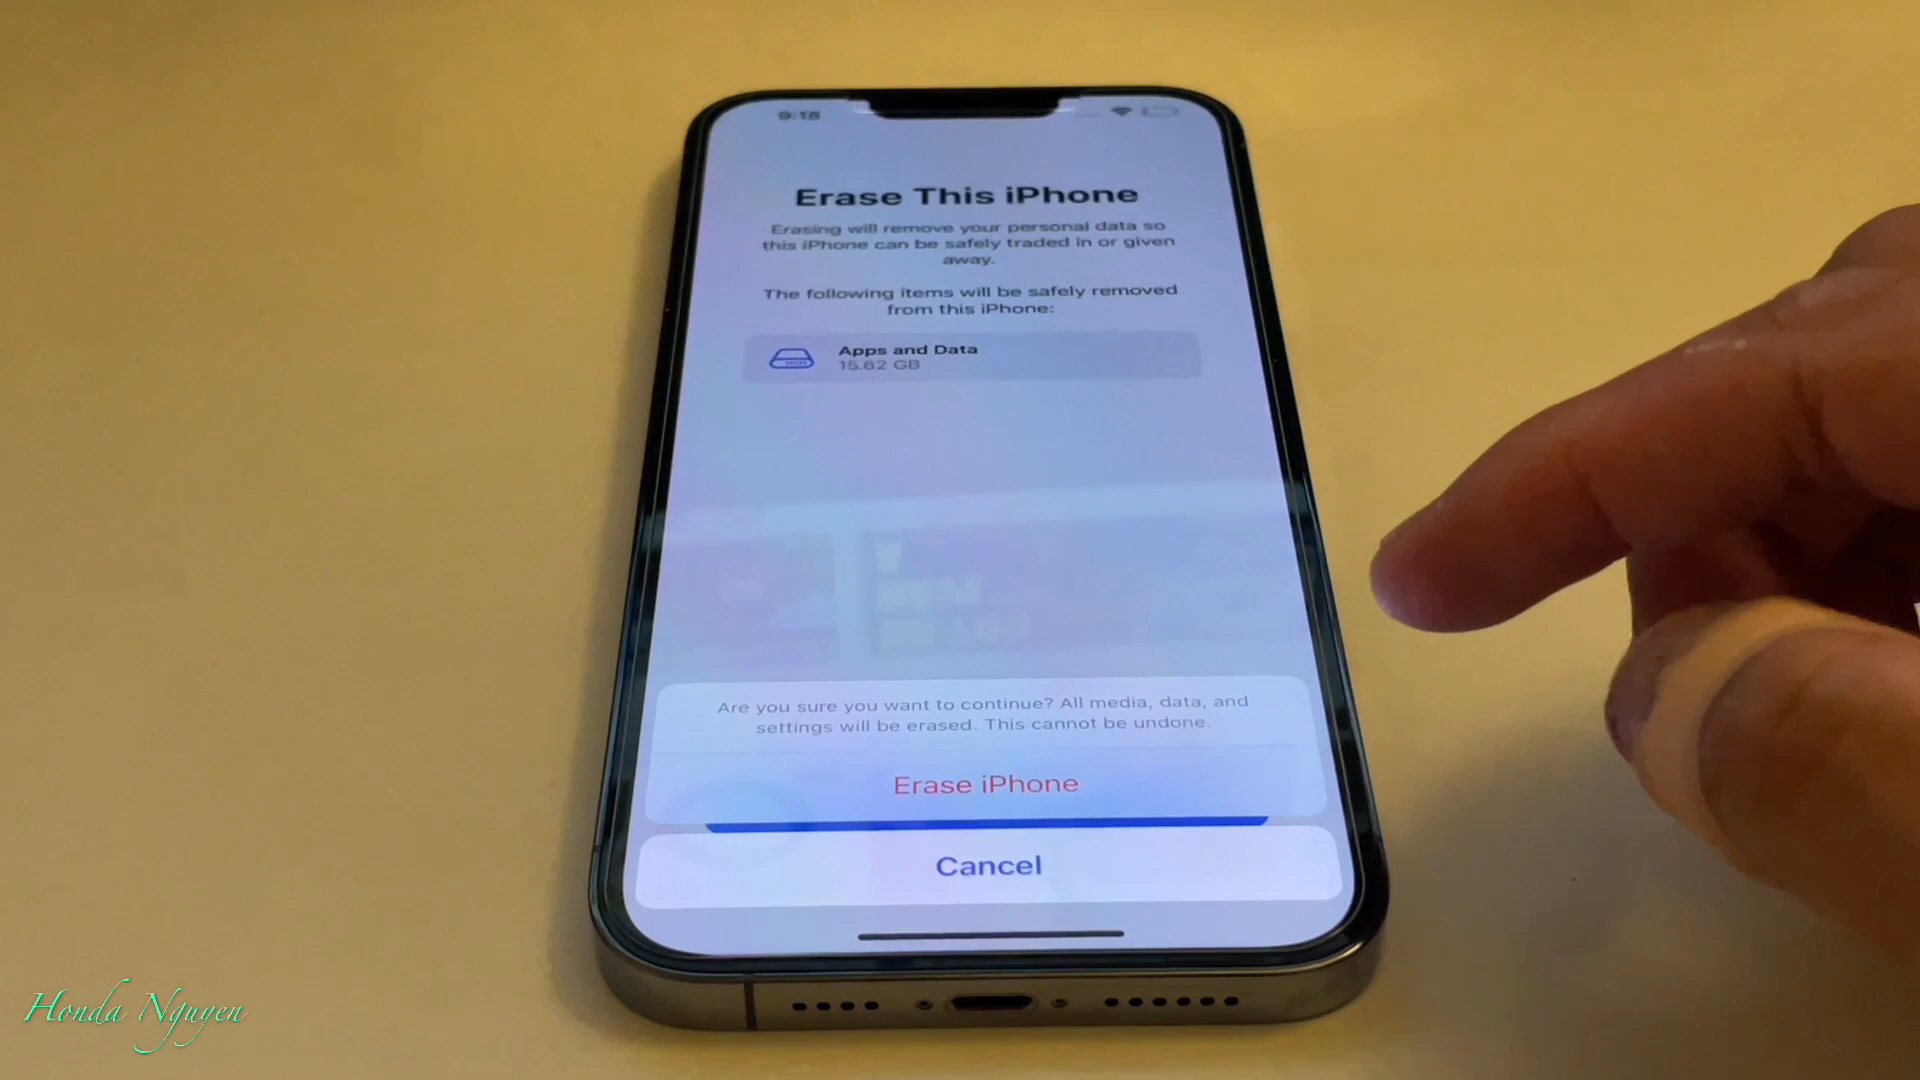 9:18
Erase This iPhone
Erasing will remove your personal data so
this iPhone can be safely traded in or given
away.
The following items will be safely removed
from this iPhone:
Apps and Data
15.62 GB
Are you sure you want to continue? All media, data, and
settings will be erased. This cannot be undone.
Erase iPhone
Cancel
Honda Nguyen